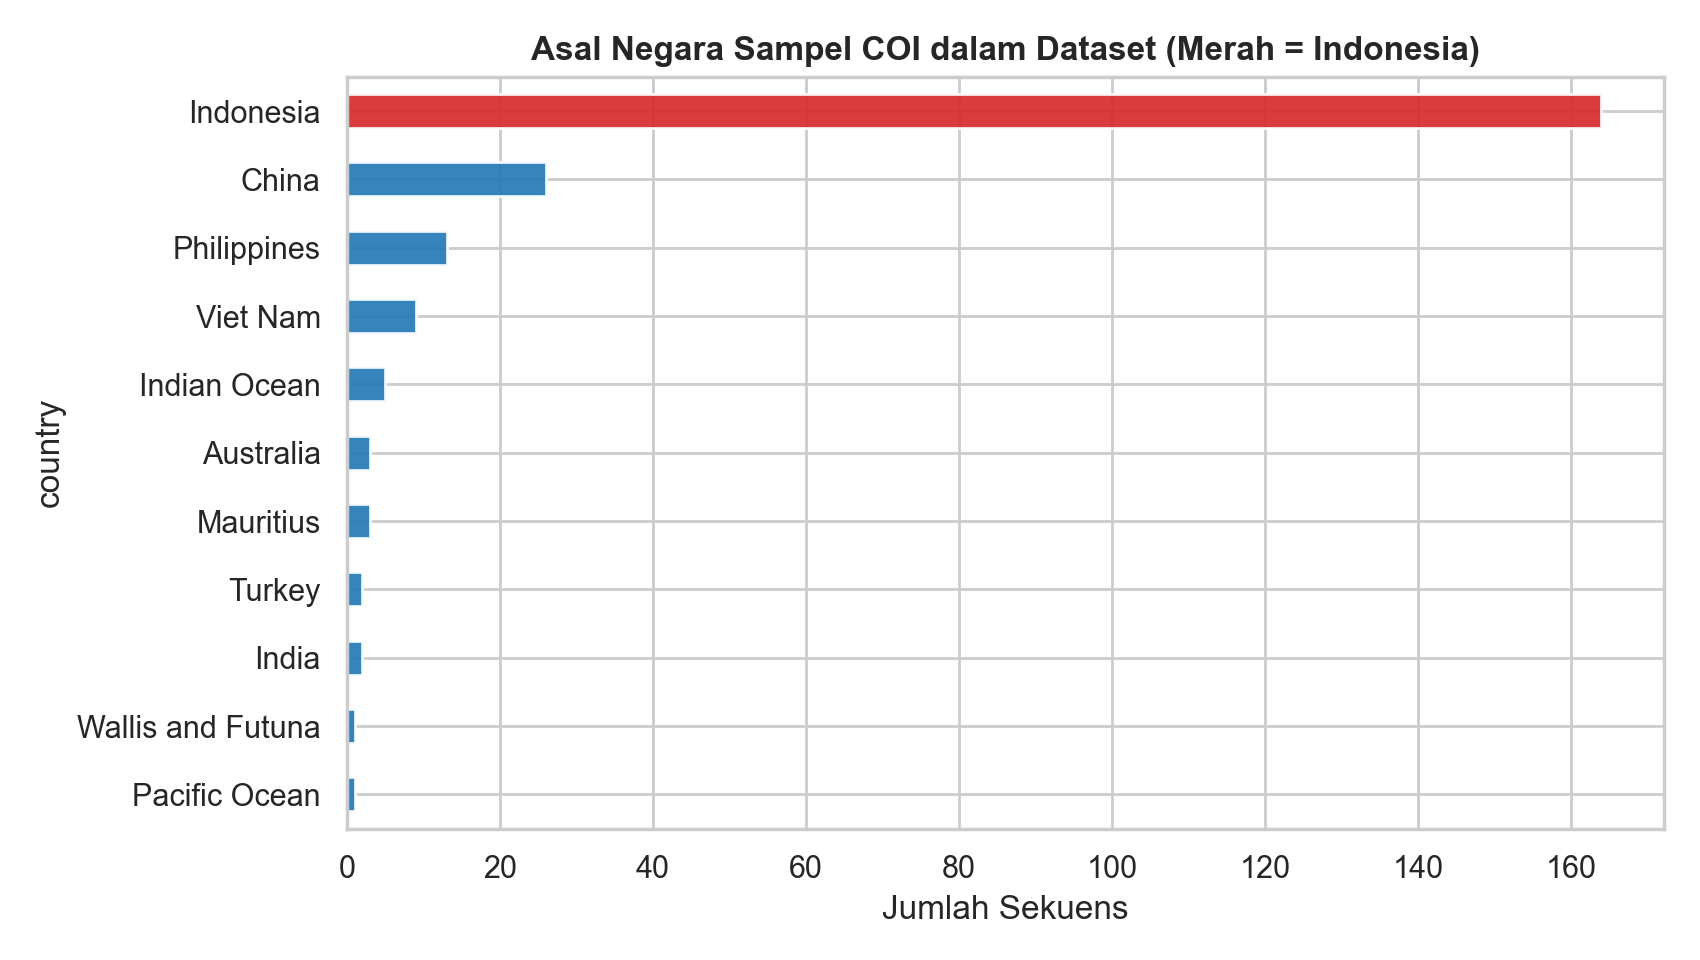 Asal Negara Sampel COI dalam Dataset (Merah = Indonesia)
Indonesia
China
Philippines
Viet Nam
Indian Ocean
Australia
Mauritius
Turkey
India
Wallis and Futuna
Pacific Ocean
country
0 20 40 60 80 100 120 140 160
Jumlah Sekuens